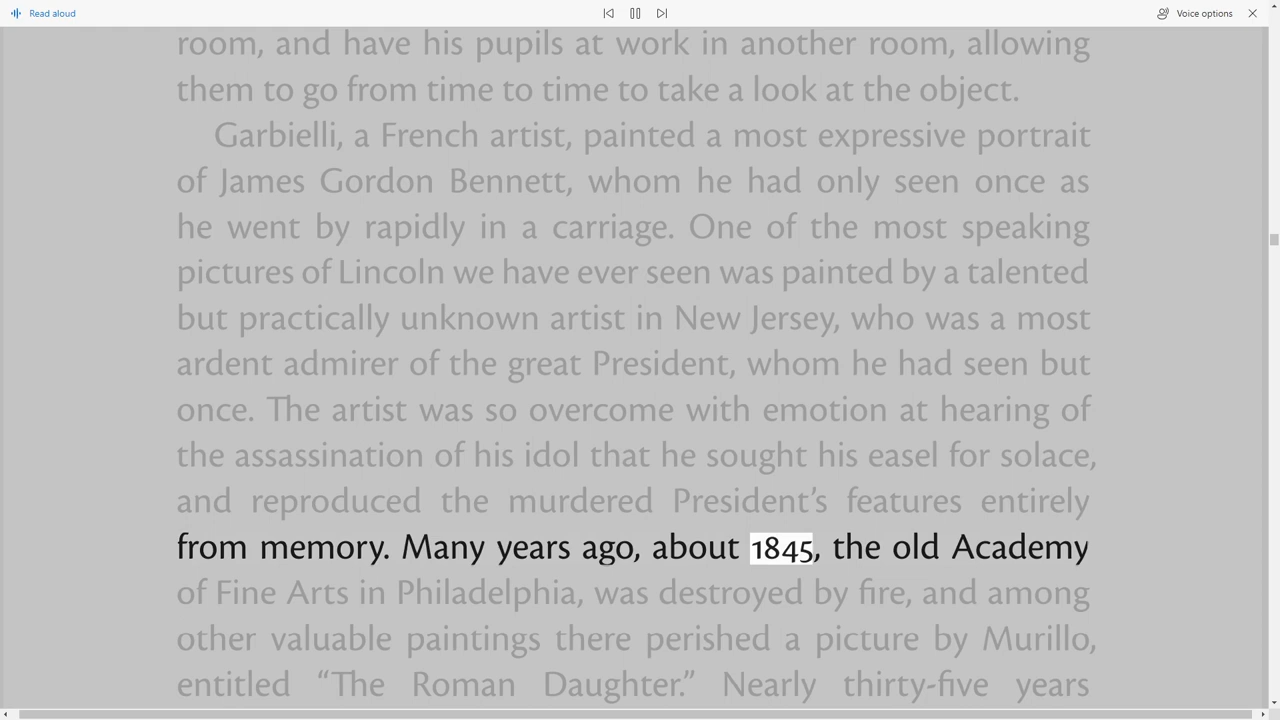 Read aloud
Voice options
room, and have his pupils at work in another room, allowing
them to go from time to time to take a look at the object.
Garbielli, a French artist, painted a most expressive portrait
of James Gordon Bennett, whom he had only seen once as
he went by rapidly in a carriage. One of the most speaking
pictures of Lincoln we have ever seen was painted by a talented
but practically unknown artist in New Jersey, who was a most
ardent admirer of the great President, whom he had seen but
once. The artist was so overcome with emotion at hearing of
the assassination of his idol that he sought his easel for solace,
and reproduced the murdered President’s features entirely
from memory. Many years ago, about 1845, the old Academy
of Fine Arts in Philadelphia, was destroyed by fire, and among
other valuable paintings there perished a picture by Murillo,
entitled “The Roman Daughter.” Nearly thirty-five years